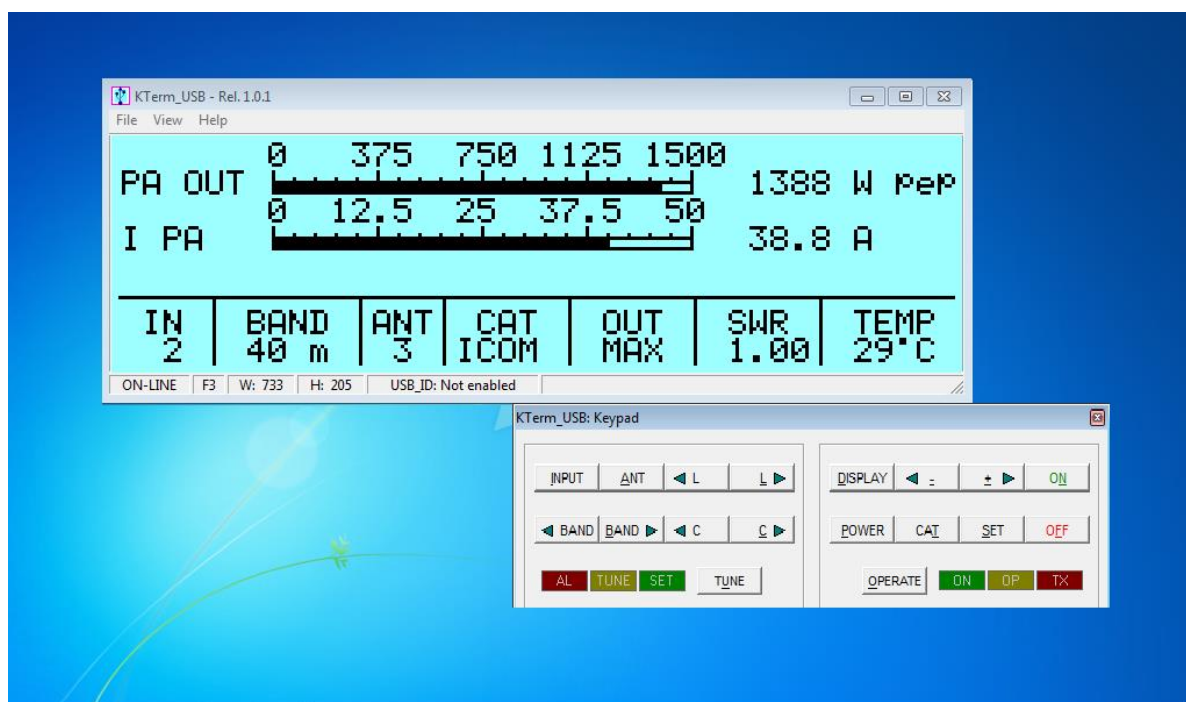 KTerm_USB - Rel. 1.0.1
File View Help
0 375 750 1125 1500
PA OUT 1388 W pep
0 12.5 25 37.5 50
I PA 38.8 A
IN BAND ANT CAT OUT SWR TEMP
2 40 m 3 ICOM MAX 1.00 29°C
ON-LINE F3 W: 733 H: 205 USB_ID: Not enabled
KTerm_USB: Keypad
INPUT ANT L L DISPLAY - + ON
BAND BAND C C POWER CAT SET OFF
AL TUNE SET TUNE OPERATE ON OP TX